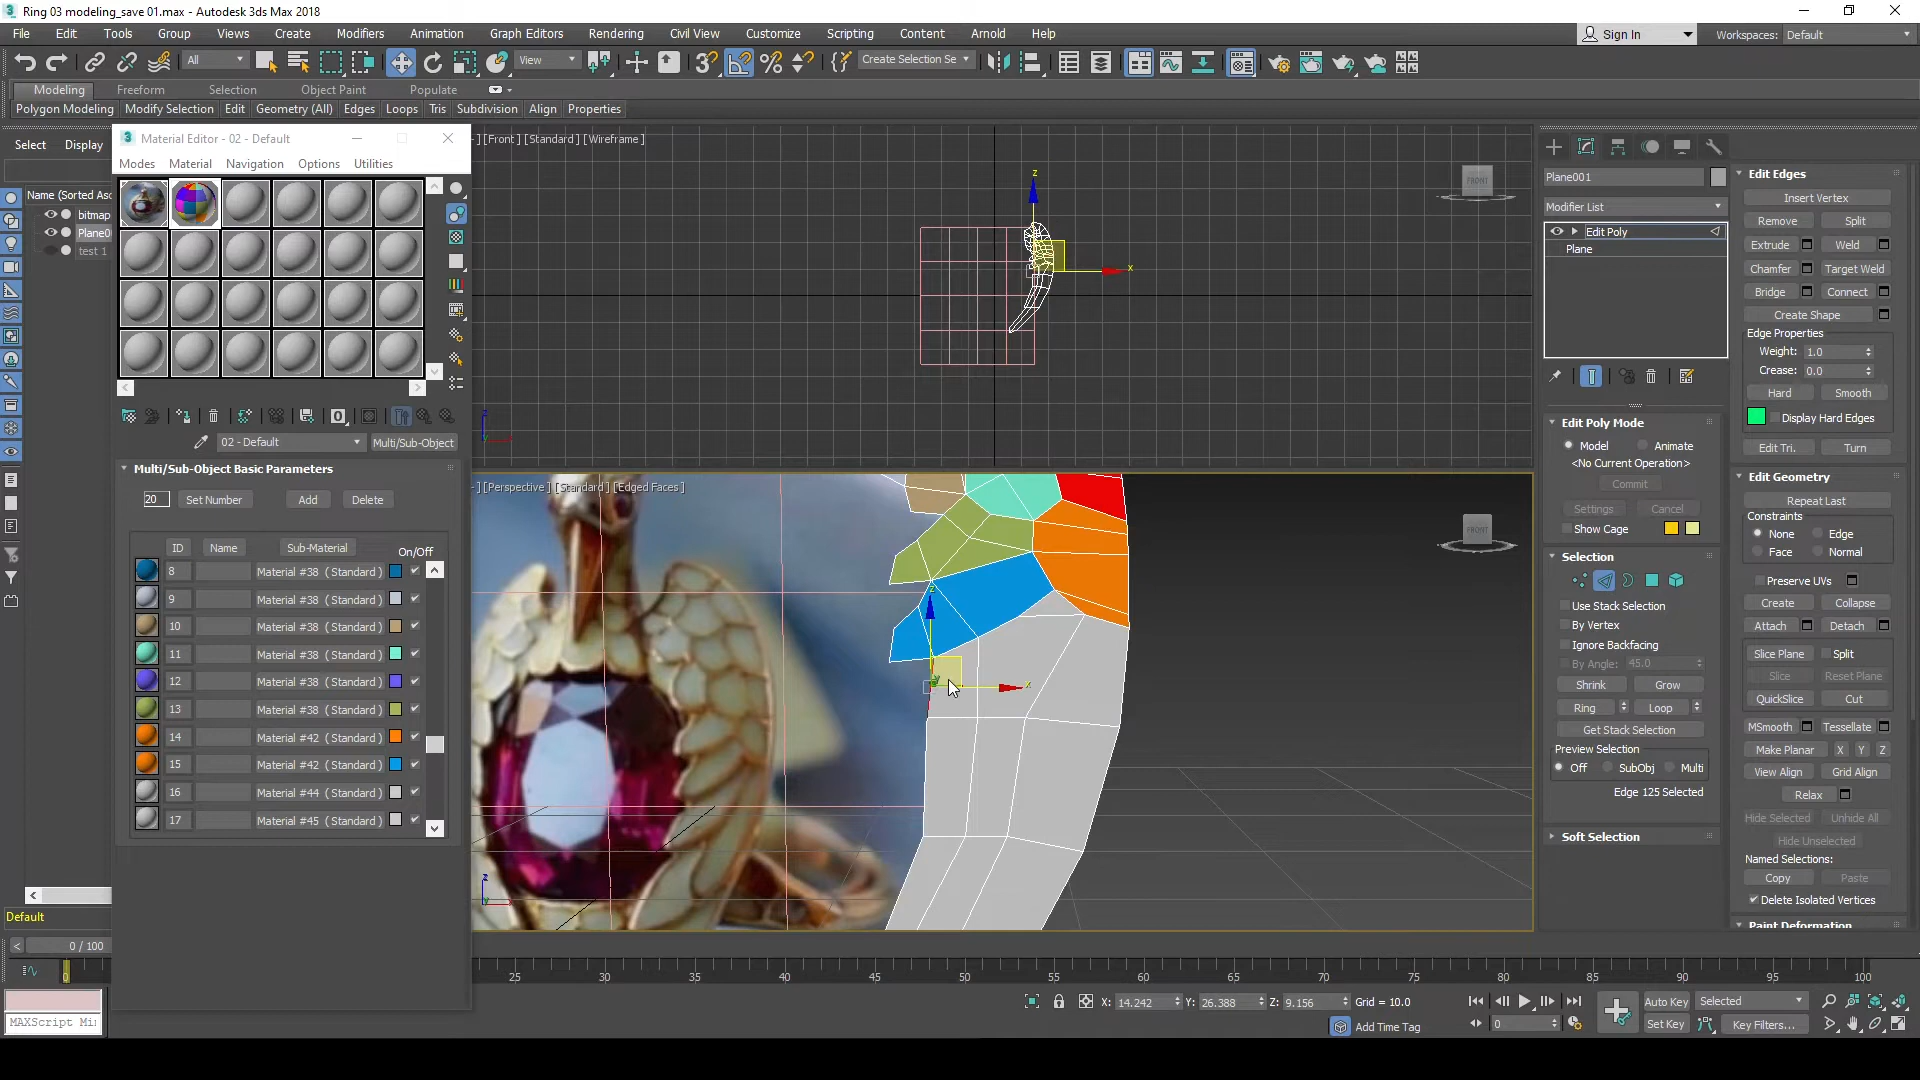 Ring 03 modeling_save 01.max - Autodesk 3ds Max 2018
File Edit Tools Group Views Create Modifiers Animation Graph Editors Rendering Civil View Customize Scripting Content Arnold Help
Sign In
Workspaces: Default
All
View
Create Selection Se
Modeling Freeform Selection Object Paint Populate
Polygon Modeling Modify Selection Edit Geometry (All) Edges Loops Tris Subdivision Align Properties
Select Display
Name (Sorted Asc
bitmap
Plane0
test 1
Default
Material Editor - 02 - Default
Modes Material Navigation Options Utilities
02 - Default
Multi/Sub-Object
Multi/Sub-Object Basic Parameters
20 Set Number Add Delete
ID Name Sub-Material On/Off
8 Material #38 ( Standard )
9 Material #38 ( Standard )
10 Material #38 ( Standard )
11 Material #38 ( Standard )
12 Material #38 ( Standard )
13 Material #38 ( Standard )
14 Material #42 ( Standard )
15 Material #42 ( Standard )
16 Material #44 ( Standard )
17 Material #45 ( Standard )
] [Front ] [Standard ] [Wireframe ]
z
x
FRONT
] [Perspective ] [Standard ] [Edged Faces ]
z
x
FRONT
Plane001
Modifier List
Edit Poly
Plane
Edit Poly Mode
Model Animate
<No Current Operation>
Commit
Settings Cancel
Show Cage
Selection
Use Stack Selection
By Vertex
Ignore Backfacing
By Angle: 45.0
Shrink Grow
Ring Loop
Get Stack Selection
Preview Selection
Off SubObj Multi
Edge 125 Selected
Soft Selection
Edit Edges
Insert Vertex
Remove Split
Extrude Weld
Chamfer Target Weld
Bridge Connect
Create Shape
Edge Properties
Weight: 1.0
Crease: 0.0
Hard Smooth
Display Hard Edges
Edit Tri. Turn
Edit Geometry
Repeat Last
Constraints
None Edge
Face Normal
Preserve UVs
Create Collapse
Attach Detach
Slice Plane Split
Slice Reset Plane
QuickSlice Cut
MSmooth Tessellate
Make Planar X Y Z
View Align Grid Align
Relax
Hide Selected Unhide All
Hide Unselected
Named Selections:
Copy Paste
Delete Isolated Vertices
Paint Deformation
0 / 100
0
25 30 35 40 45 50 55 60 65 70 75 80 85 90 95 100
MAXScript Mi
X: 14.242 Y: 26.388 Z: 9.156 Grid = 10.0
Add Time Tag
0
Auto Key Selected
Set Key Key Filters...